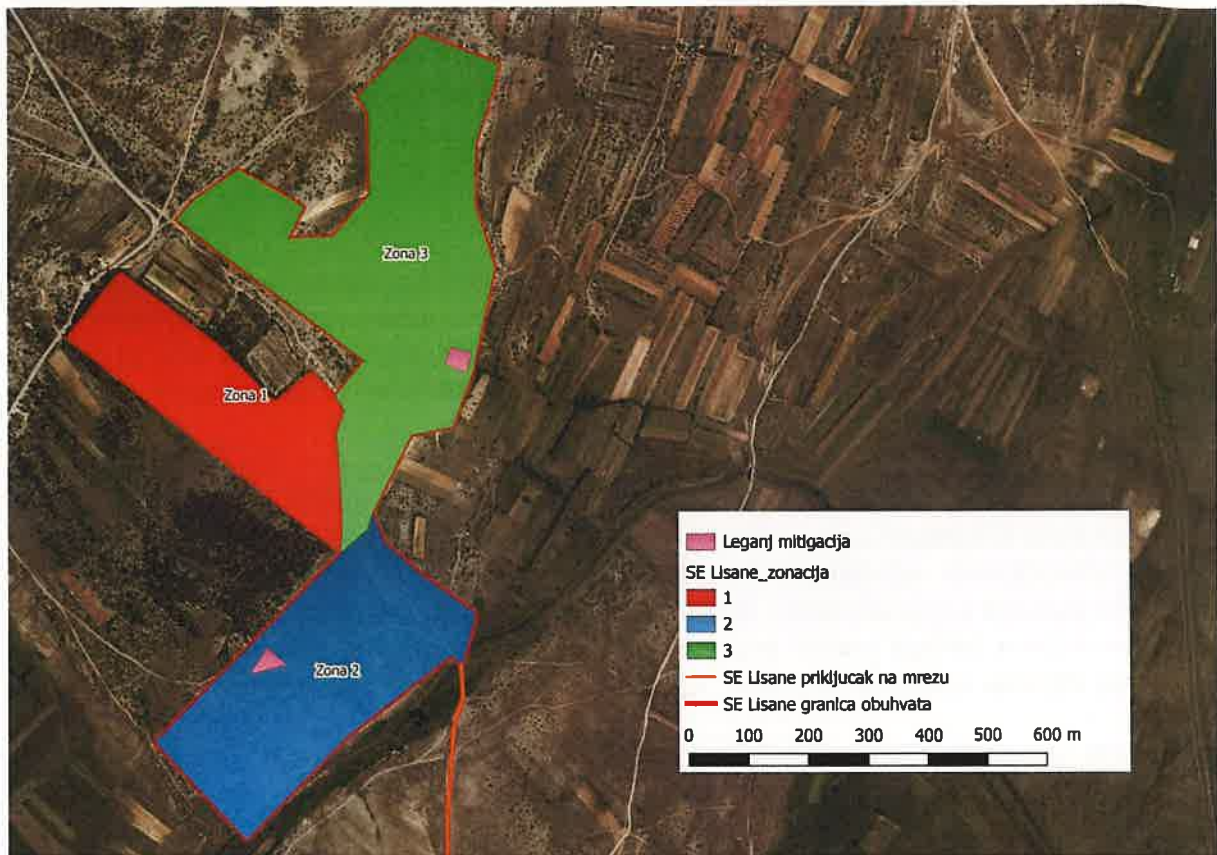 Zona 3
Zona 1
Zona 2
Leganj mitigacija
SE Lisane_zonacija
1
2
3
SE Lisane prikljucak na mrezu
SE Lisane granica obuhvata
0 100 200 300 400 500 600 m